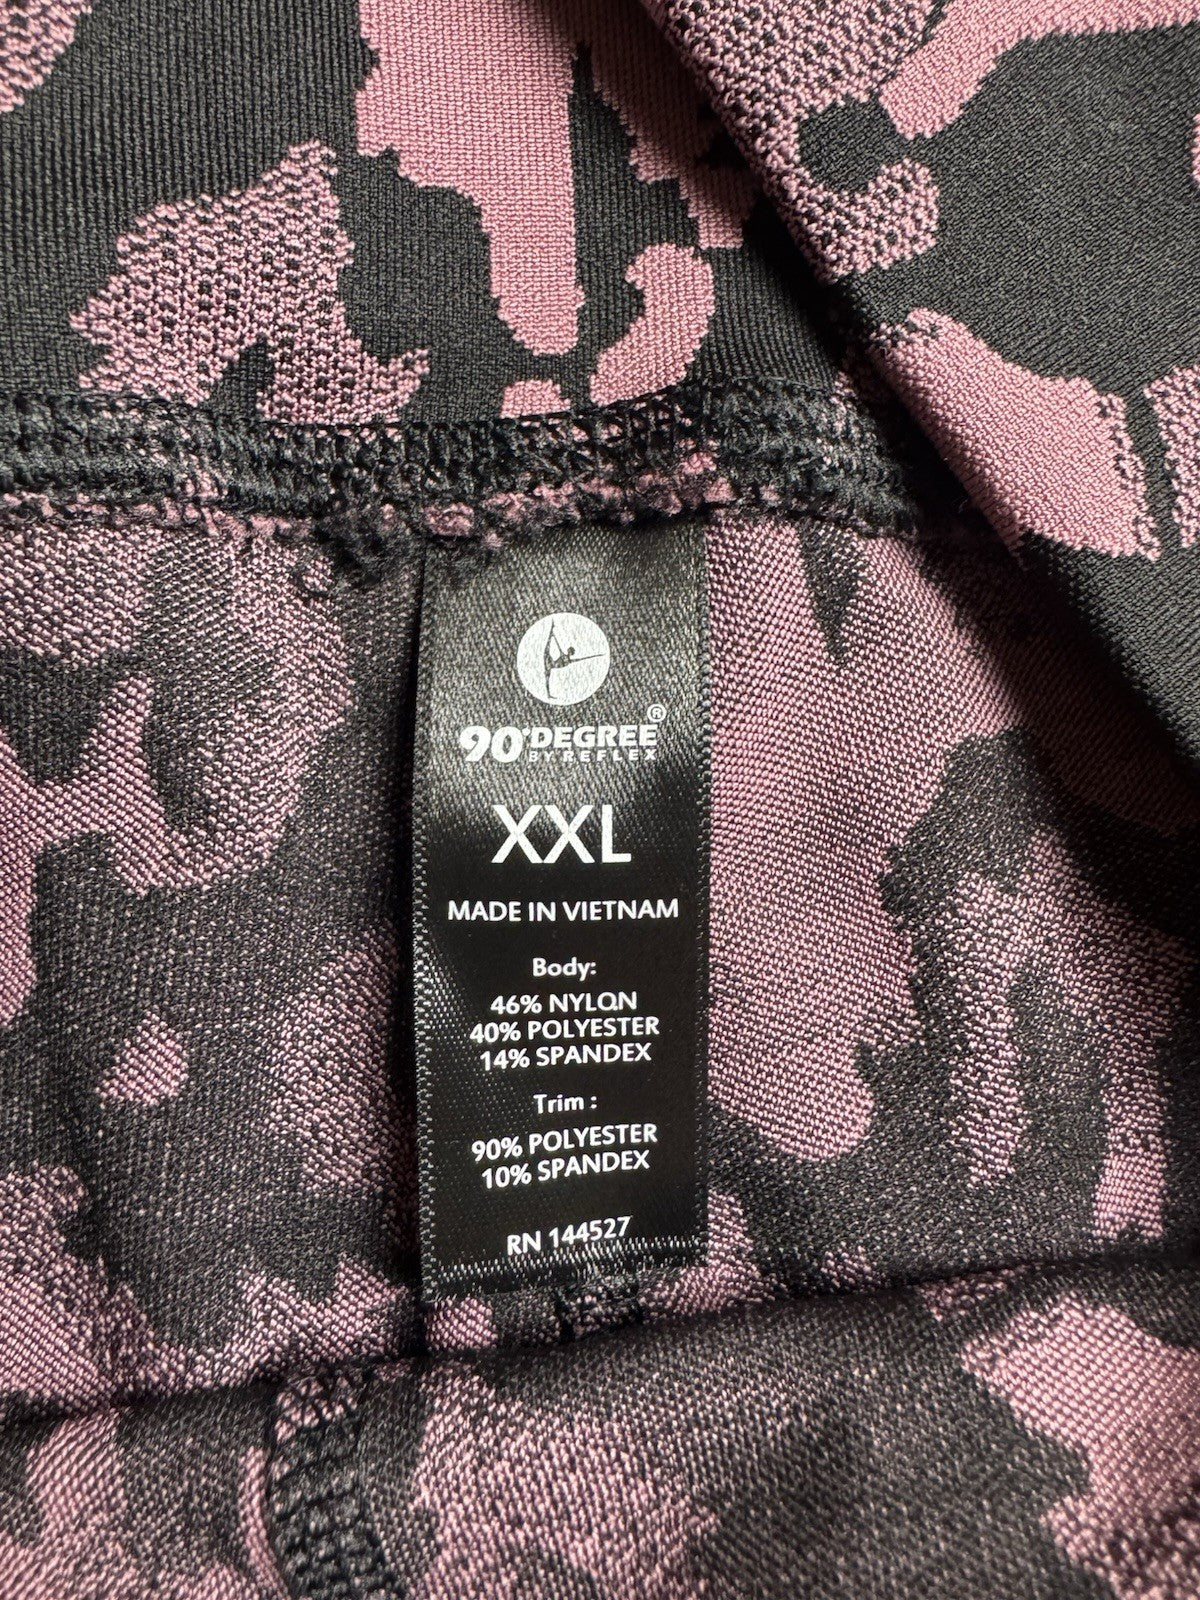 90°DEGREE®
BY REFLEX
XXL
MADE IN VIETNAM
Body:
46% NYLON
40% POLYESTER
14% SPANDEX
Trim :
90% POLYESTER
10% SPANDEX
RN 144527